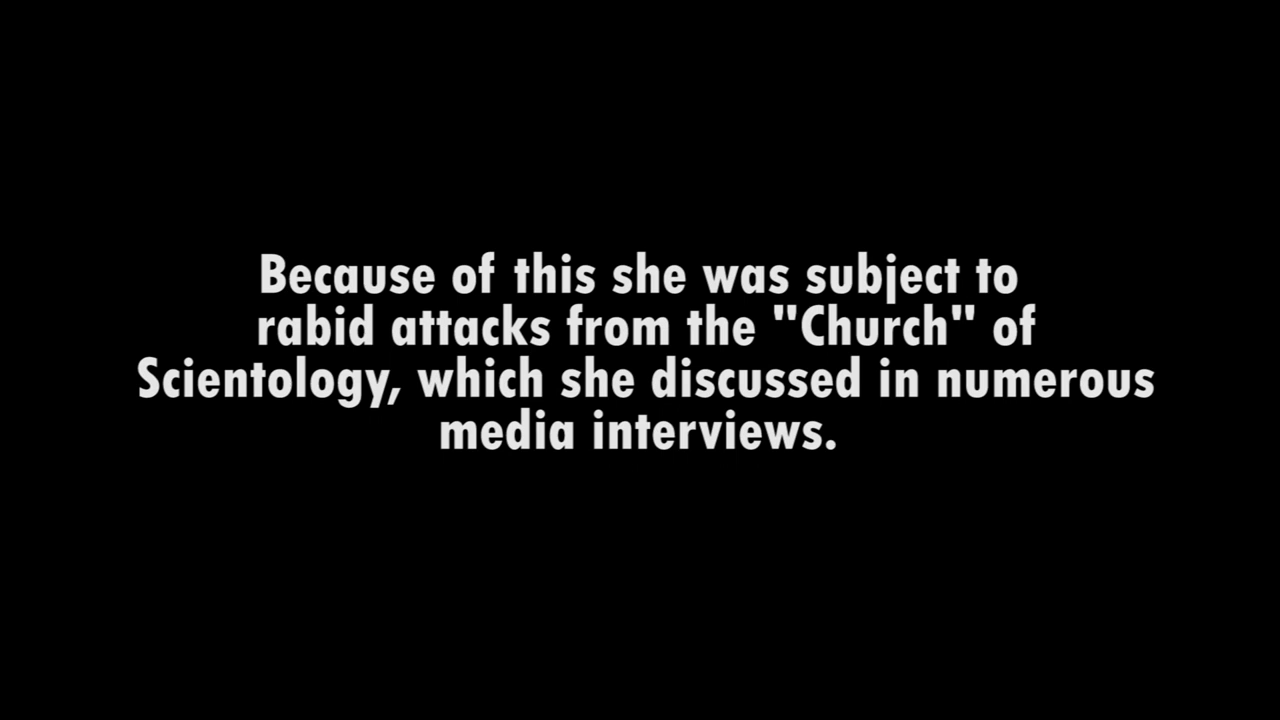 Because of this she was subject to
rabid attacks from the "Church" of
Scientology, which she discussed in numerous
media interviews.